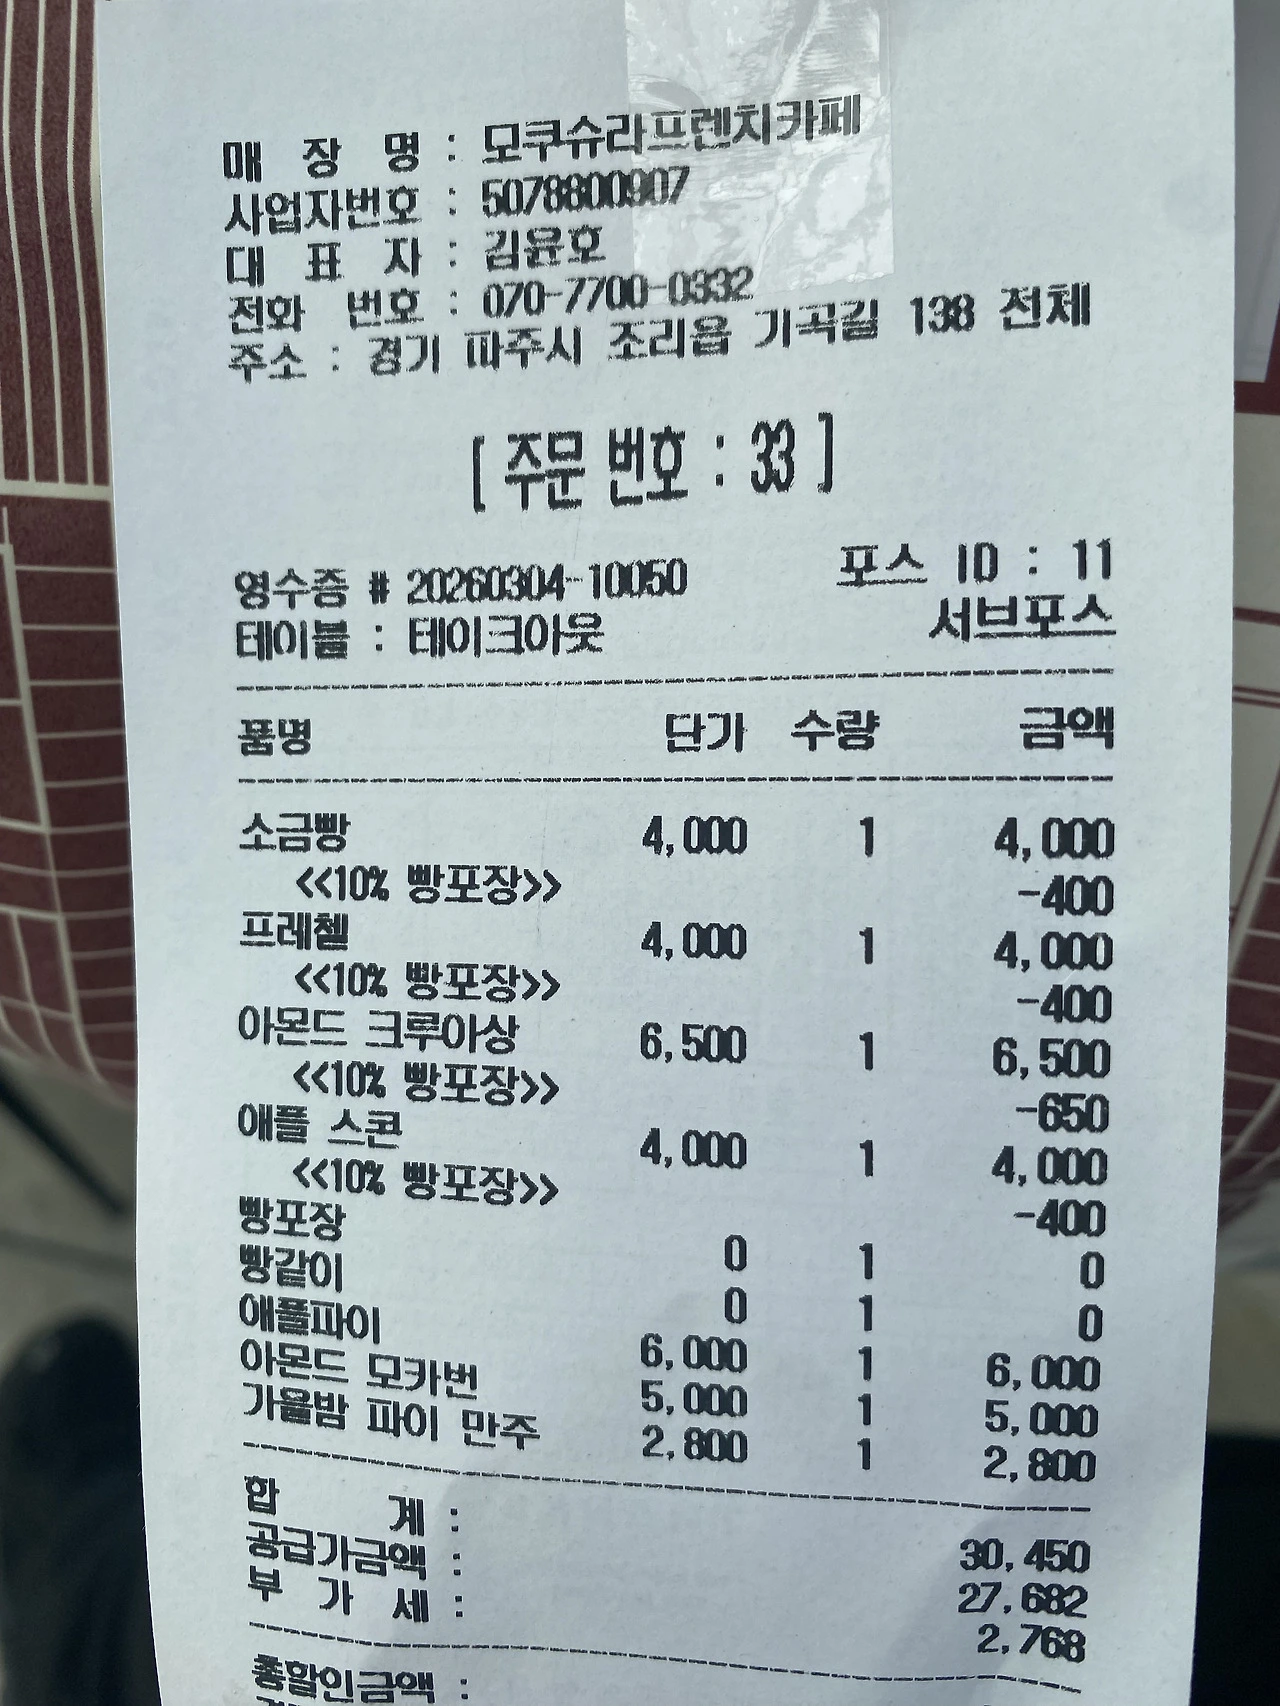 매 장 명 : 모쿠슈라프렌치카페
사업자번호 : 5078800907
대 표 자 : 김윤호
전화 번호 : 070-7700-0332
주소 : 경기 파주시 조리읍 기곡길 138 전체
[ 주문 번호 : 33 ]
영수증 # 20260304-10050 포스 ID : 11
테이블 : 테이크아웃 서브포스
품명 단가 수량 금액
소금빵 4,000 1 4,000
<<10% 빵포장>> -400
프레첼 4,000 1 4,000
<<10% 빵포장>> -400
아몬드 크루아상 6,500 1 6,500
<<10% 빵포장>> -650
애플 스콘 4,000 1 4,000
<<10% 빵포장>> -400
빵포장 0 1 0
빵같이 0 1 0
애플파이 6,000 1 6,000
아몬드 모카번 5,000 1 5,000
가을밤 파이 만주 2,800 1 2,800
합 계 : 30,450
공급가금액 : 27,682
부 가 세 : 2,768
총할인금액 :